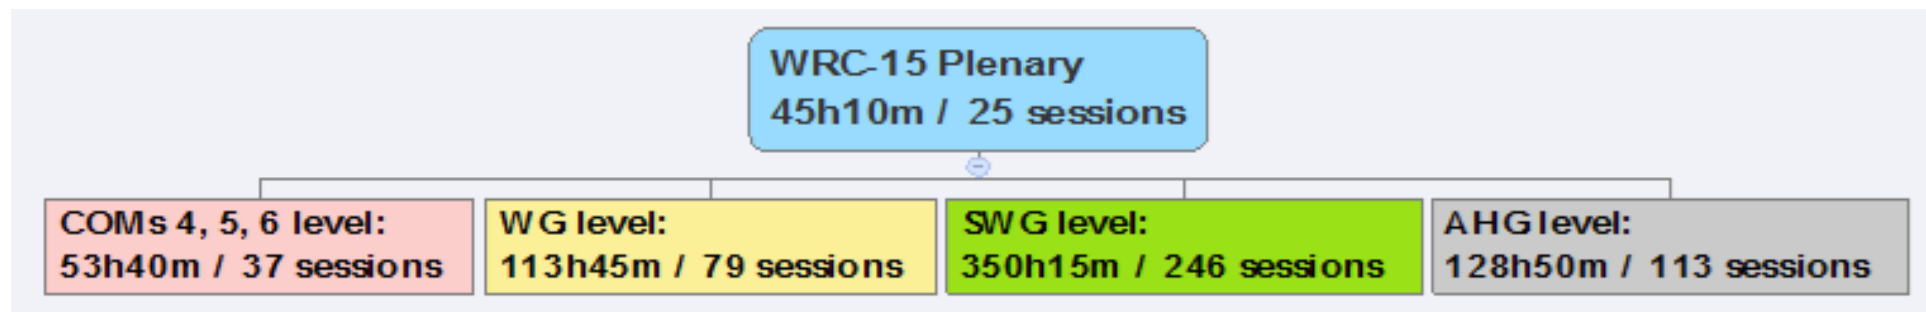 WRC-15 Plenary
45h10m / 25 sessions
COMs 4, 5, 6 level:
53h40m / 37 sessions
WG level:
113h45m / 79 sessions
SWG level:
350h15m / 246 sessions
AHG level:
128h50m / 113 sessions